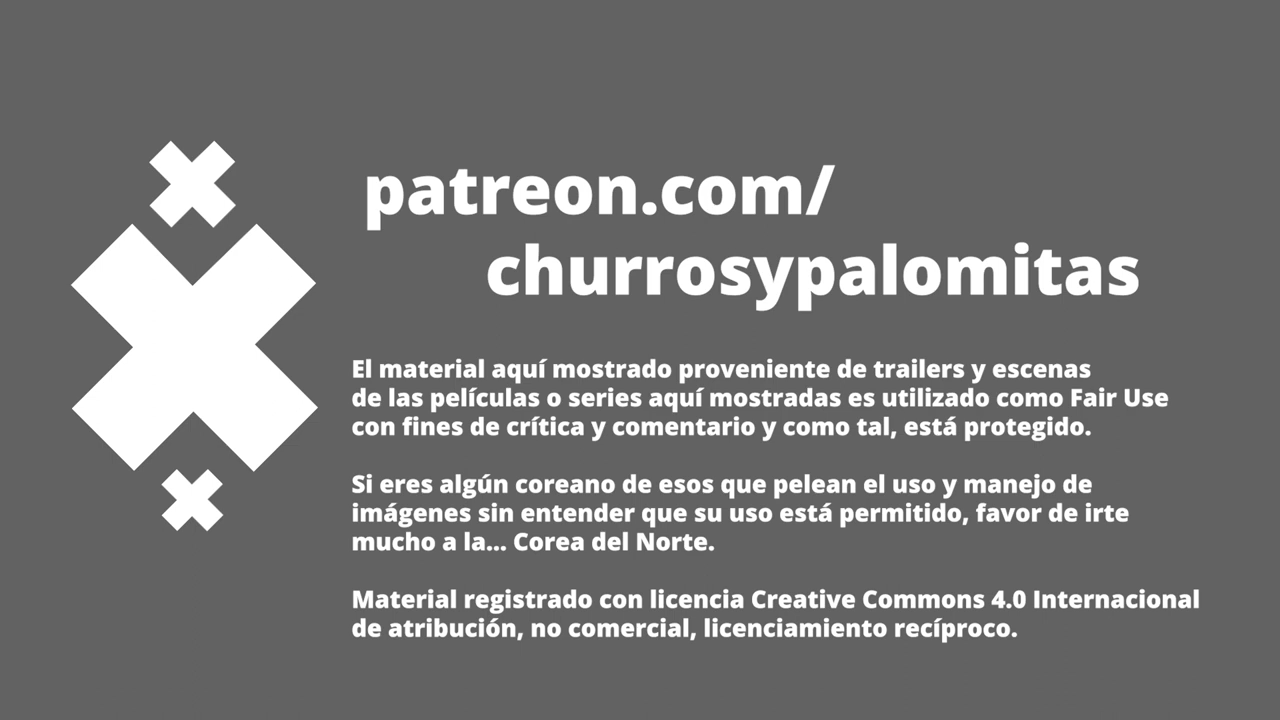 patreon.com/
churrosypalomitas
El material aquí mostrado proveniente de trailers y escenas
de las películas o series aquí mostradas es utilizado como Fair Use
con fines de crítica y comentario y como tal, está protegido.
Si eres algún coreano de esos que pelean el uso y manejo de
imágenes sin entender que su uso está permitido, favor de irte
mucho a la... Corea del Norte.
Material registrado con licencia Creative Commons 4.0 Internacional
de atribución, no comercial, licenciamiento recíproco.